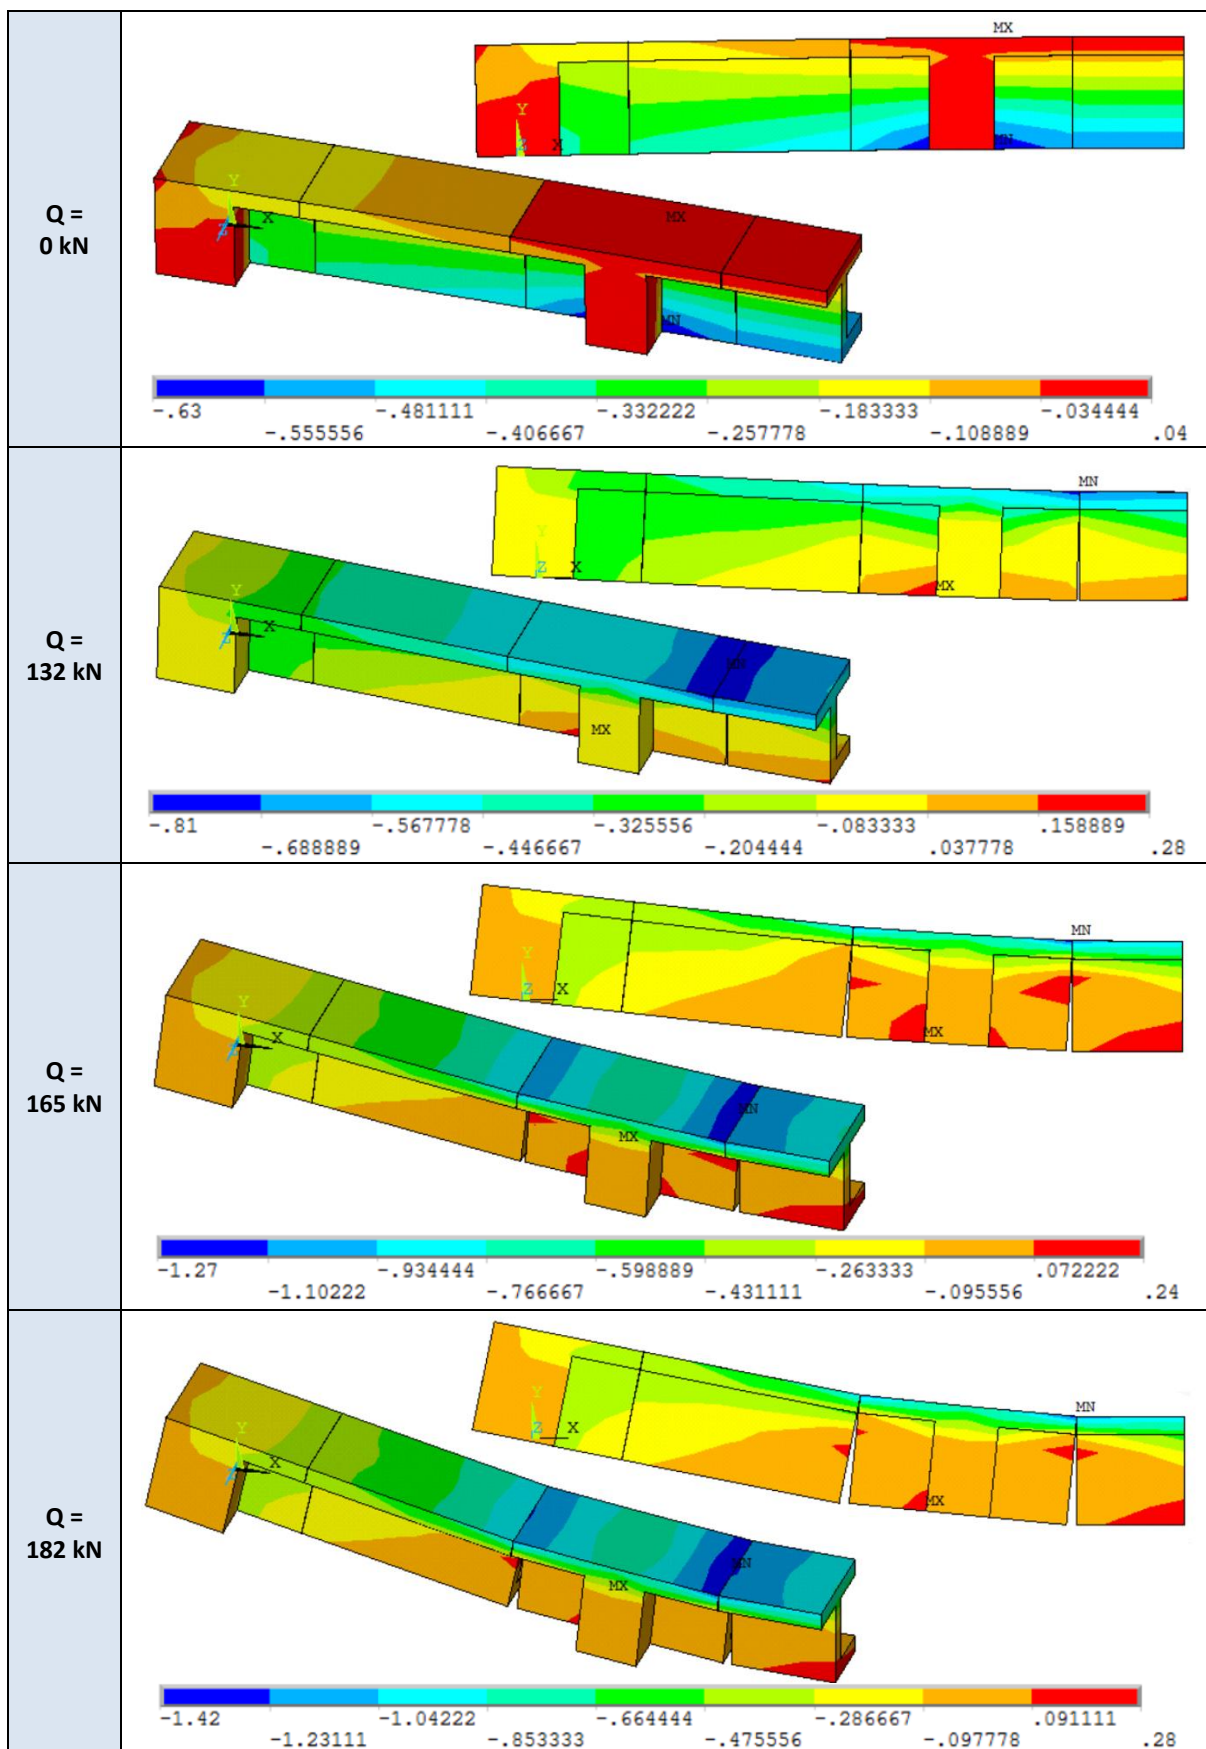 MX
Y
Z X
MN
Y
X
Z
MX
MN
Q =
0 kN
-.63 -.481111 -.332222 -.183333 -.034444
-.555556 -.406667 -.257778 -.108889 .04
MN
Y
Z X
MX
Y
X
Z
MN
MX
Q =
132 kN
-.81 -.567778 -.325556 -.083333 .158889
-.688889 -.446667 -.204444 .037778 .28
MN
Y
Z X
MX
Y
X
Z
MN
MX
Q =
165 kN
-1.27 -.934444 -.598889 -.263333 .072222
-1.10222 -.766667 -.431111 -.095556 .24
MN
Y
Z X
MX
Y
X
Z
MN
MX
Q =
182 kN
-1.42 -1.04222 -.664444 -.286667 .091111
-1.23111 -.853333 -.475556 -.097778 .28